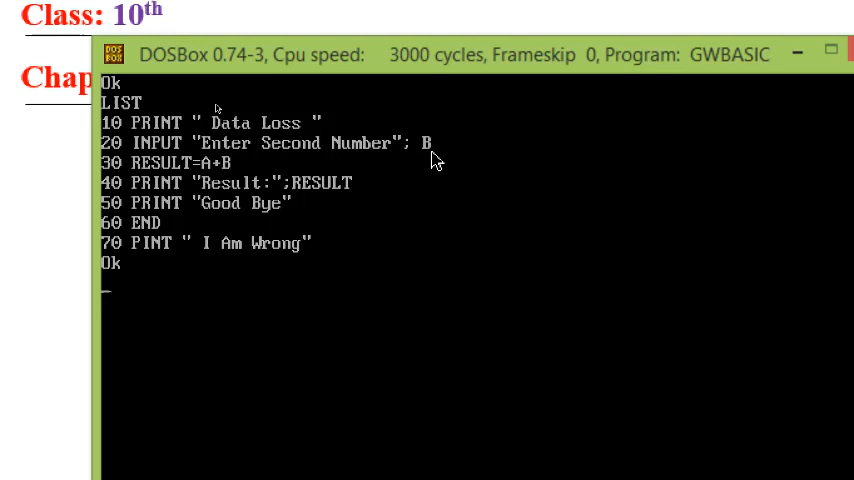 Class: 10th
Chap
DOSBox 0.74-3, Cpu speed: 3000 cycles, Frameskip 0, Program: GWBASIC
Ok
LIST
10 PRINT " Data Loss "
20 INPUT "Enter Second Number"; B
30 RESULT=A+B
40 PRINT "Result:";RESULT
50 PRINT "Good Bye"
60 END
70 PINT " I Am Wrong"
Ok